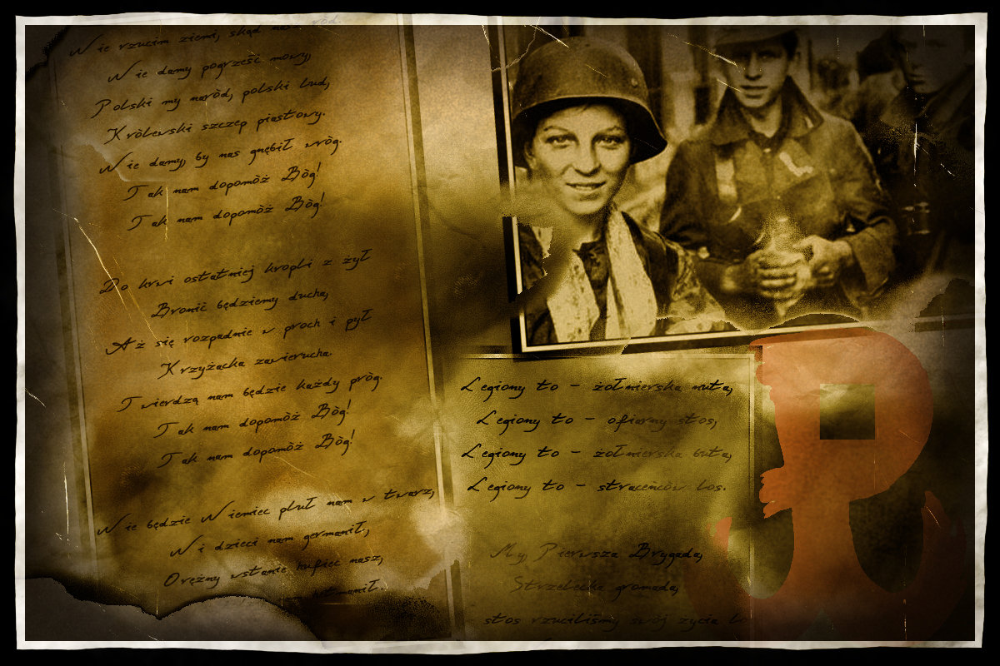 Nie rzucim ziemi, skąd nasz ród.
Nie damy pogrześć mowy,
Polski my naród, polski lud,
Królewski szczep piastowy.
Nie damy, by nas gnębił wróg.
Tak nam dopomóż Bóg!
Tak nam dopomóż Bóg!
Do krwi ostatniej kropli z żył
Bronić będziemy ducha,
Aż się rozpadnie w proch i pył
Krzyżacka zawierucha.
Twierdzą nam będzie każdy próg.
Tak nam dopomóż Bóg!
Tak nam dopomóż Bóg!
Nie będzie Niemiec pluł nam w twarz,
Ni dzieci nam germanił,
Orężny wstanie hufiec nasz,
Legiony to - żołnierska nuta,
Legiony to - ofiarny stos,
Legiony to - żołnierska buta,
Legiony to - straceńców los.
My, Pierwsza Brygada,
Strzelecka gromada,
stos rzuciliśmy swój życia